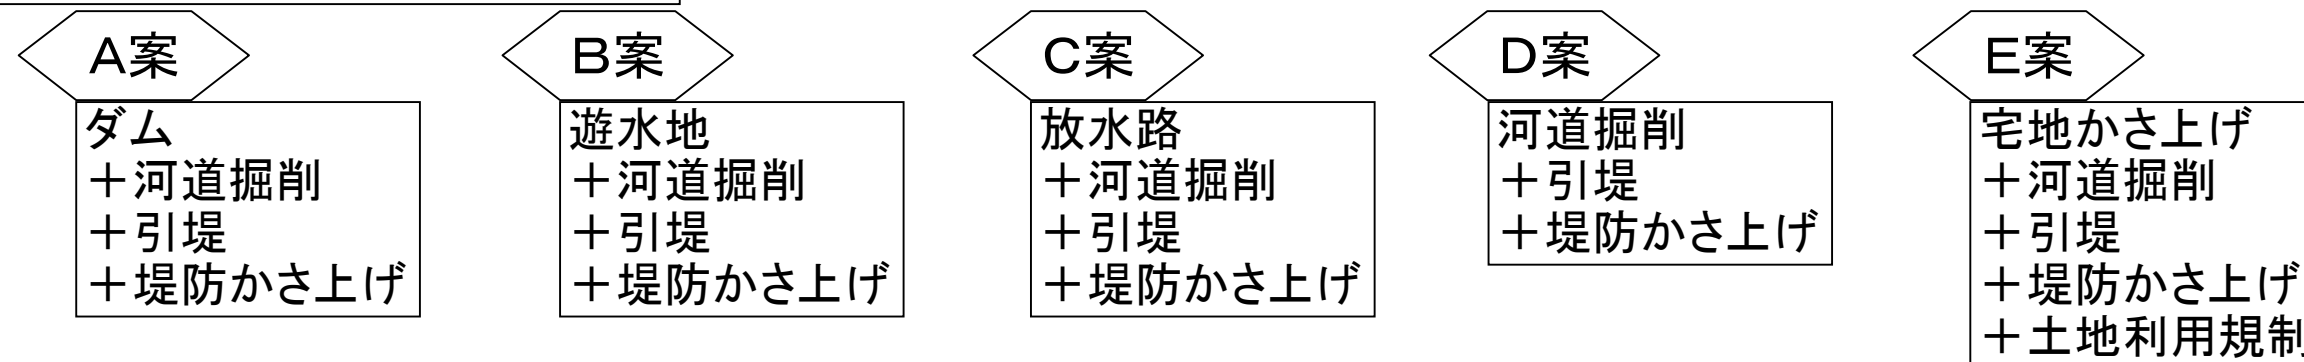 A案
ダム
+河道掘削
+引堤
+堤防かさ上げ
B案
遊水地
+河道掘削
+引堤
+堤防かさ上げ
C案
放水路
+河道掘削
+引堤
+堤防かさ上げ
D案
河道掘削
+引堤
+堤防かさ上げ
E案
宅地かさ上げ
+河道掘削
+引堤
+堤防かさ上げ
+土地利用規制